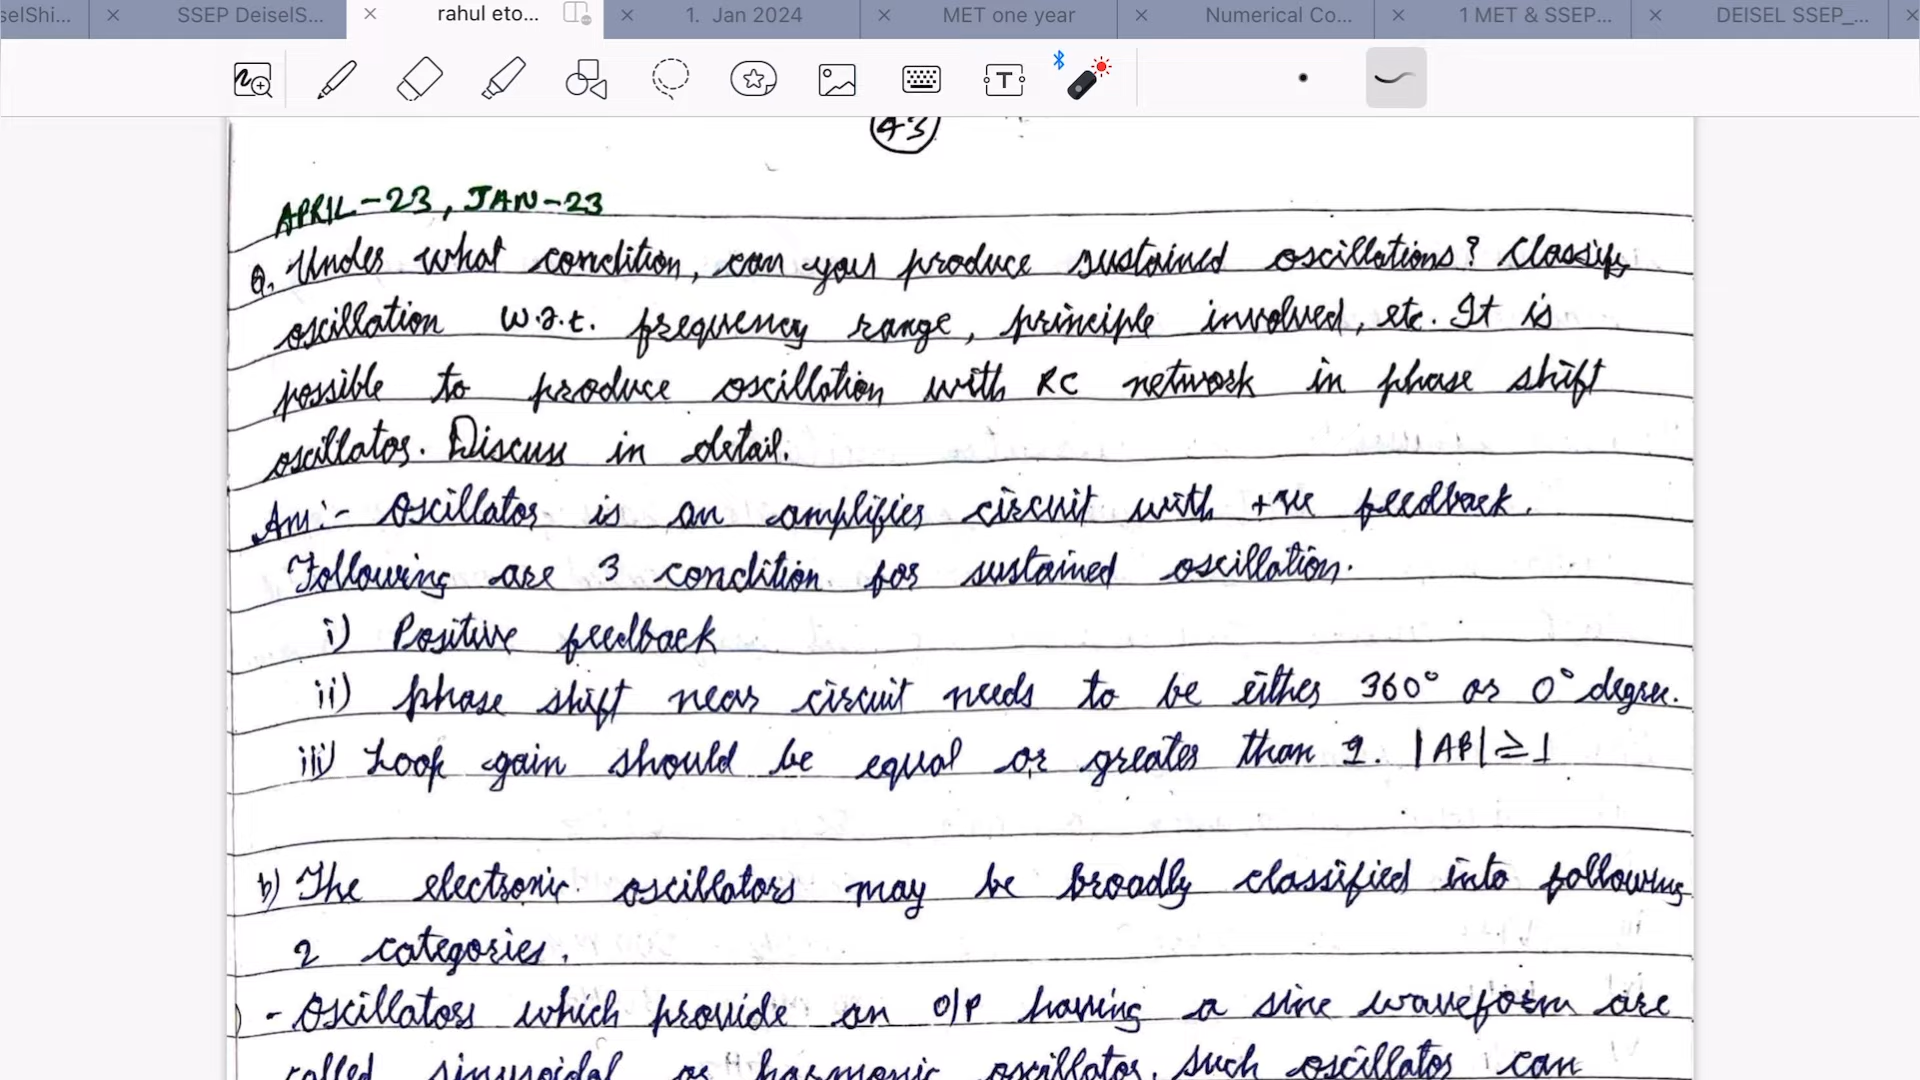 selShi...
SSEP DeiselS...
rahul eto...
1. Jan 2024
MET one year
Numerical Co...
1 MET & SSEP...
DEISEL SSEP_...
T
43
APRIL-23, JAN-23
Q. Under what condition, can you produce sustained oscillations? Classify
oscillation w.r.t. frequency range, principle involved, etc. It is
possible to produce oscillation with RC network in phase shift
oscillator. Discuss in detail.
Ans:- Oscillator is an amplifier circuit with +ve feedback.
Following are 3 condition for sustained oscillation.
i) Positive feedback
ii) phase shift near circuit needs to be either 360° or 0° degree.
iii) Loop gain should be equal or greater than 1. |AB| ≥ 1
b) The electronic oscillators may be broadly classified into following
2 categories.
- Oscillators which provide an O/P having a sine waveform are
called sinusoidal or harmonic oscillator. Such oscillator can